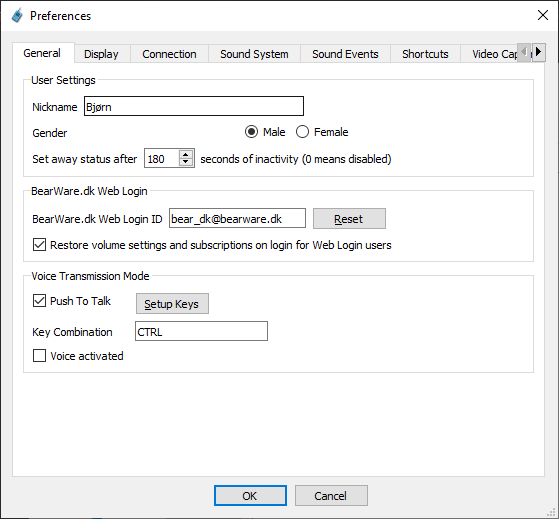 Preferences
General Display Connection Sound System Sound Events Shortcuts Video Cap
User Settings
Nickname Bjørn
Gender Male Female
Set away status after 180 seconds of inactivity (0 means disabled)
BearWare.dk Web Login
BearWare.dk Web Login ID bear_dk@bearware.dk Reset
Restore volume settings and subscriptions on login for Web Login users
Voice Transmission Mode
Push To Talk Setup Keys
Key Combination CTRL
Voice activated
OK Cancel